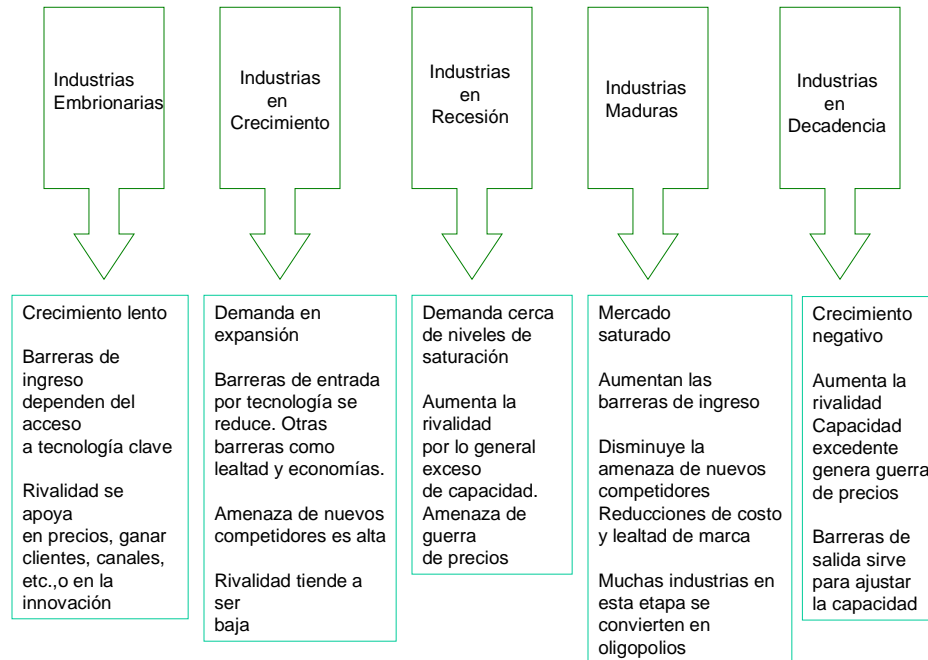 Industrias
Embrionarias
Industrias
en
Crecimiento
Industrias
en
Recesión
Industrias
Maduras
Industrias
en
Decadencia
Crecimiento lento
Barreras de
ingreso
dependen del
acceso
a tecnología clave
Rivalidad se
apoya
en precios, ganar
clientes, canales,
etc.,o en la
innovación
Demanda en
expansión
Barreras de entrada
por tecnología se
reduce. Otras
barreras como
lealtad y economías.
Amenaza de nuevos
competidores es alta
Rivalidad tiende a
ser
baja
Demanda cerca
de niveles de
saturación
Aumenta la
rivalidad
por lo general
exceso
de capacidad.
Amenaza de
guerra
de precios
Mercado
saturado
Aumentan las
barreras de ingreso
Disminuye la
amenaza de nuevos
competidores
Reducciones de costo
y lealtad de marca
Muchas industrias en
esta etapa se
convierten en
oligopolios
Crecimiento
negativo
Aumenta la
rivalidad
Capacidad
excedente
genera guerra
de precios
Barreras de
salida sirve
para ajustar
la capacidad